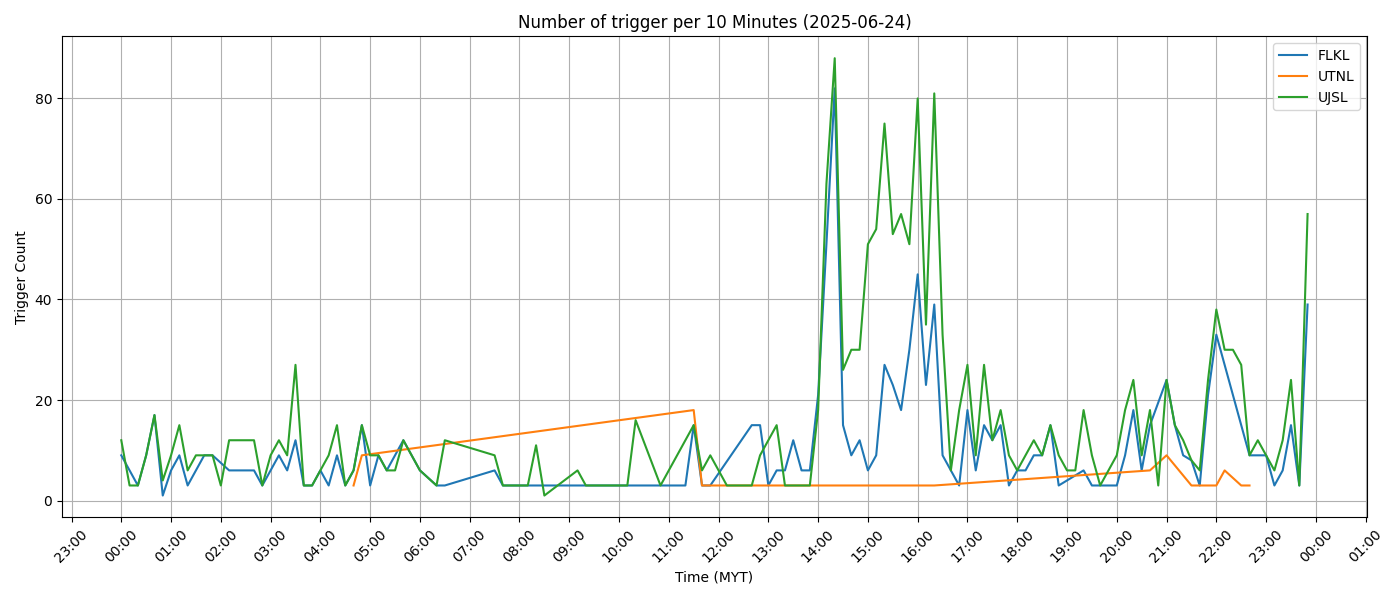 Number of trigger per 10 Minutes (2025-06-24)
FLKL
UTNL
UJSL
Trigger Count
80
60
40
20
0
23:00 00:00 01:00 02:00 03:00 04:00 05:00 06:00 07:00 08:00 09:00 10:00 11:00 12:00 13:00 14:00 15:00 16:00 17:00 18:00 19:00 20:00 21:00 22:00 23:00 00:00 01:00
Time (MYT)